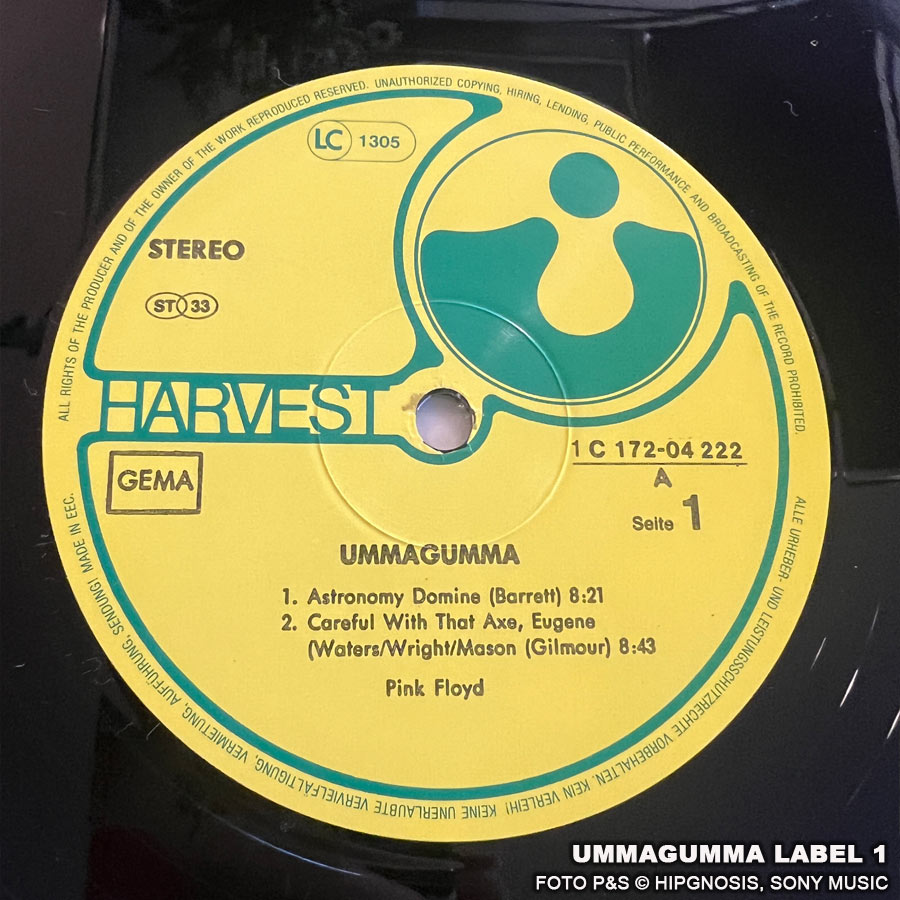 ALL RIGHTS OF THE PRODUCER AND OF THE OWNER OF THE WORK REPRODUCED RESERVED. UNAUTHORIZED COPYING, HIRING, LENDING, PUBLIC PERFORMANCE AND BROADCASTING OF THE RECORD PROHIBITED.
LC 1305
STEREO
ST 33
HARVEST
GEMA
1 C 172-04 222
A
Seite 1
UMMAGUMMA
1. Astronomy Domine (Barrett) 8:21
2. Careful With That Axe, Eugene
(Waters/Wright/Mason (Gilmour) 8:43
Pink Floyd
ALLE URHEBER- UND LEISTUNGSSCHUTZRECHTE VORBEHALTEN. KEIN VERLEIH! KEINE UNERLAUBTE VERVIELFÄLTIGUNG, VERMIETUNG, AUFFÜHRUNG, SENDUNG! MADE IN EEC.
UMMAGUMMA LABEL 1
FOTO P&S © HIPGNOSIS, SONY MUSIC